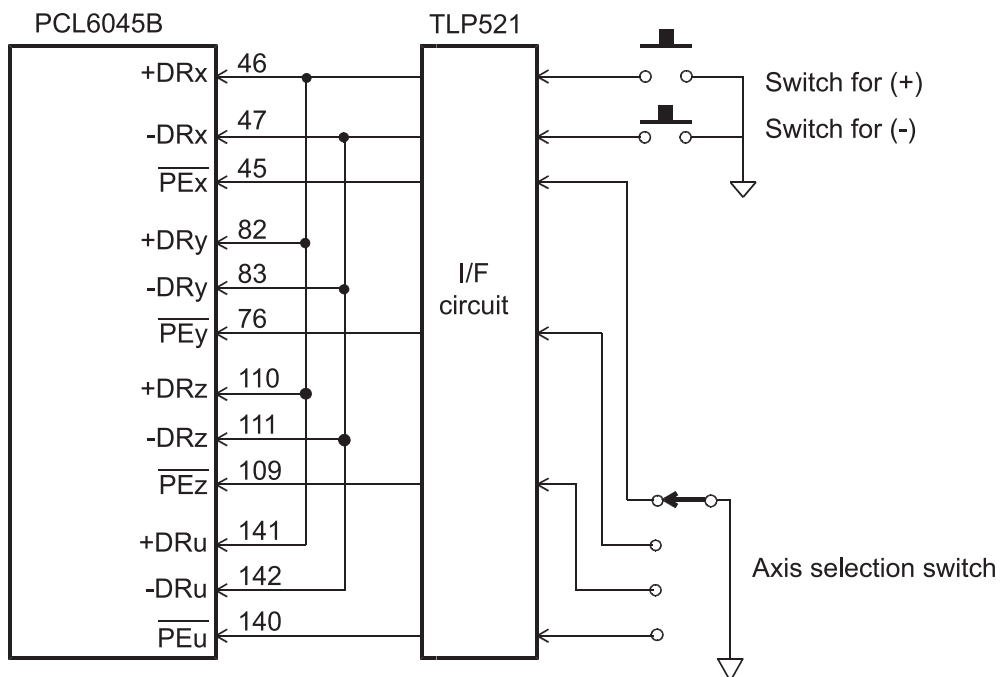 PCL6045B
TLP521
+DRx 46
-DRx 47
PEx 45
+DRy 82
-DRy 83
PEy 76
+DRz 110
-DRz 111
PEz 109
+DRu 141
-DRu 142
PEu 140
I/F
circuit
Switch for (+)
Switch for (-)
Axis selection switch